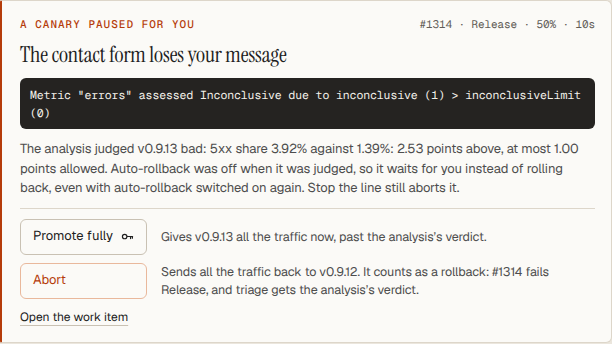 A CANARY PAUSED FOR YOU
#1314 · Release · 50% · 10s
The contact form loses your message
Metric "errors" assessed Inconclusive due to inconclusive (1) > inconclusiveLimit
(0)
The analysis judged v0.9.13 bad: 5xx share 3.92% against 1.39%: 2.53 points above, at most 1.00
points allowed. Auto-rollback was off when it was judged, so it waits for you instead of rolling
back, even with auto-rollback switched on again. Stop the line still aborts it.
Promote fully
Gives v0.9.13 all the traffic now, past the analysis's verdict.
Abort
Sends all the traffic back to v0.9.12. It counts as a rollback: #1314 fails
Release, and triage gets the analysis's verdict.
Open the work item